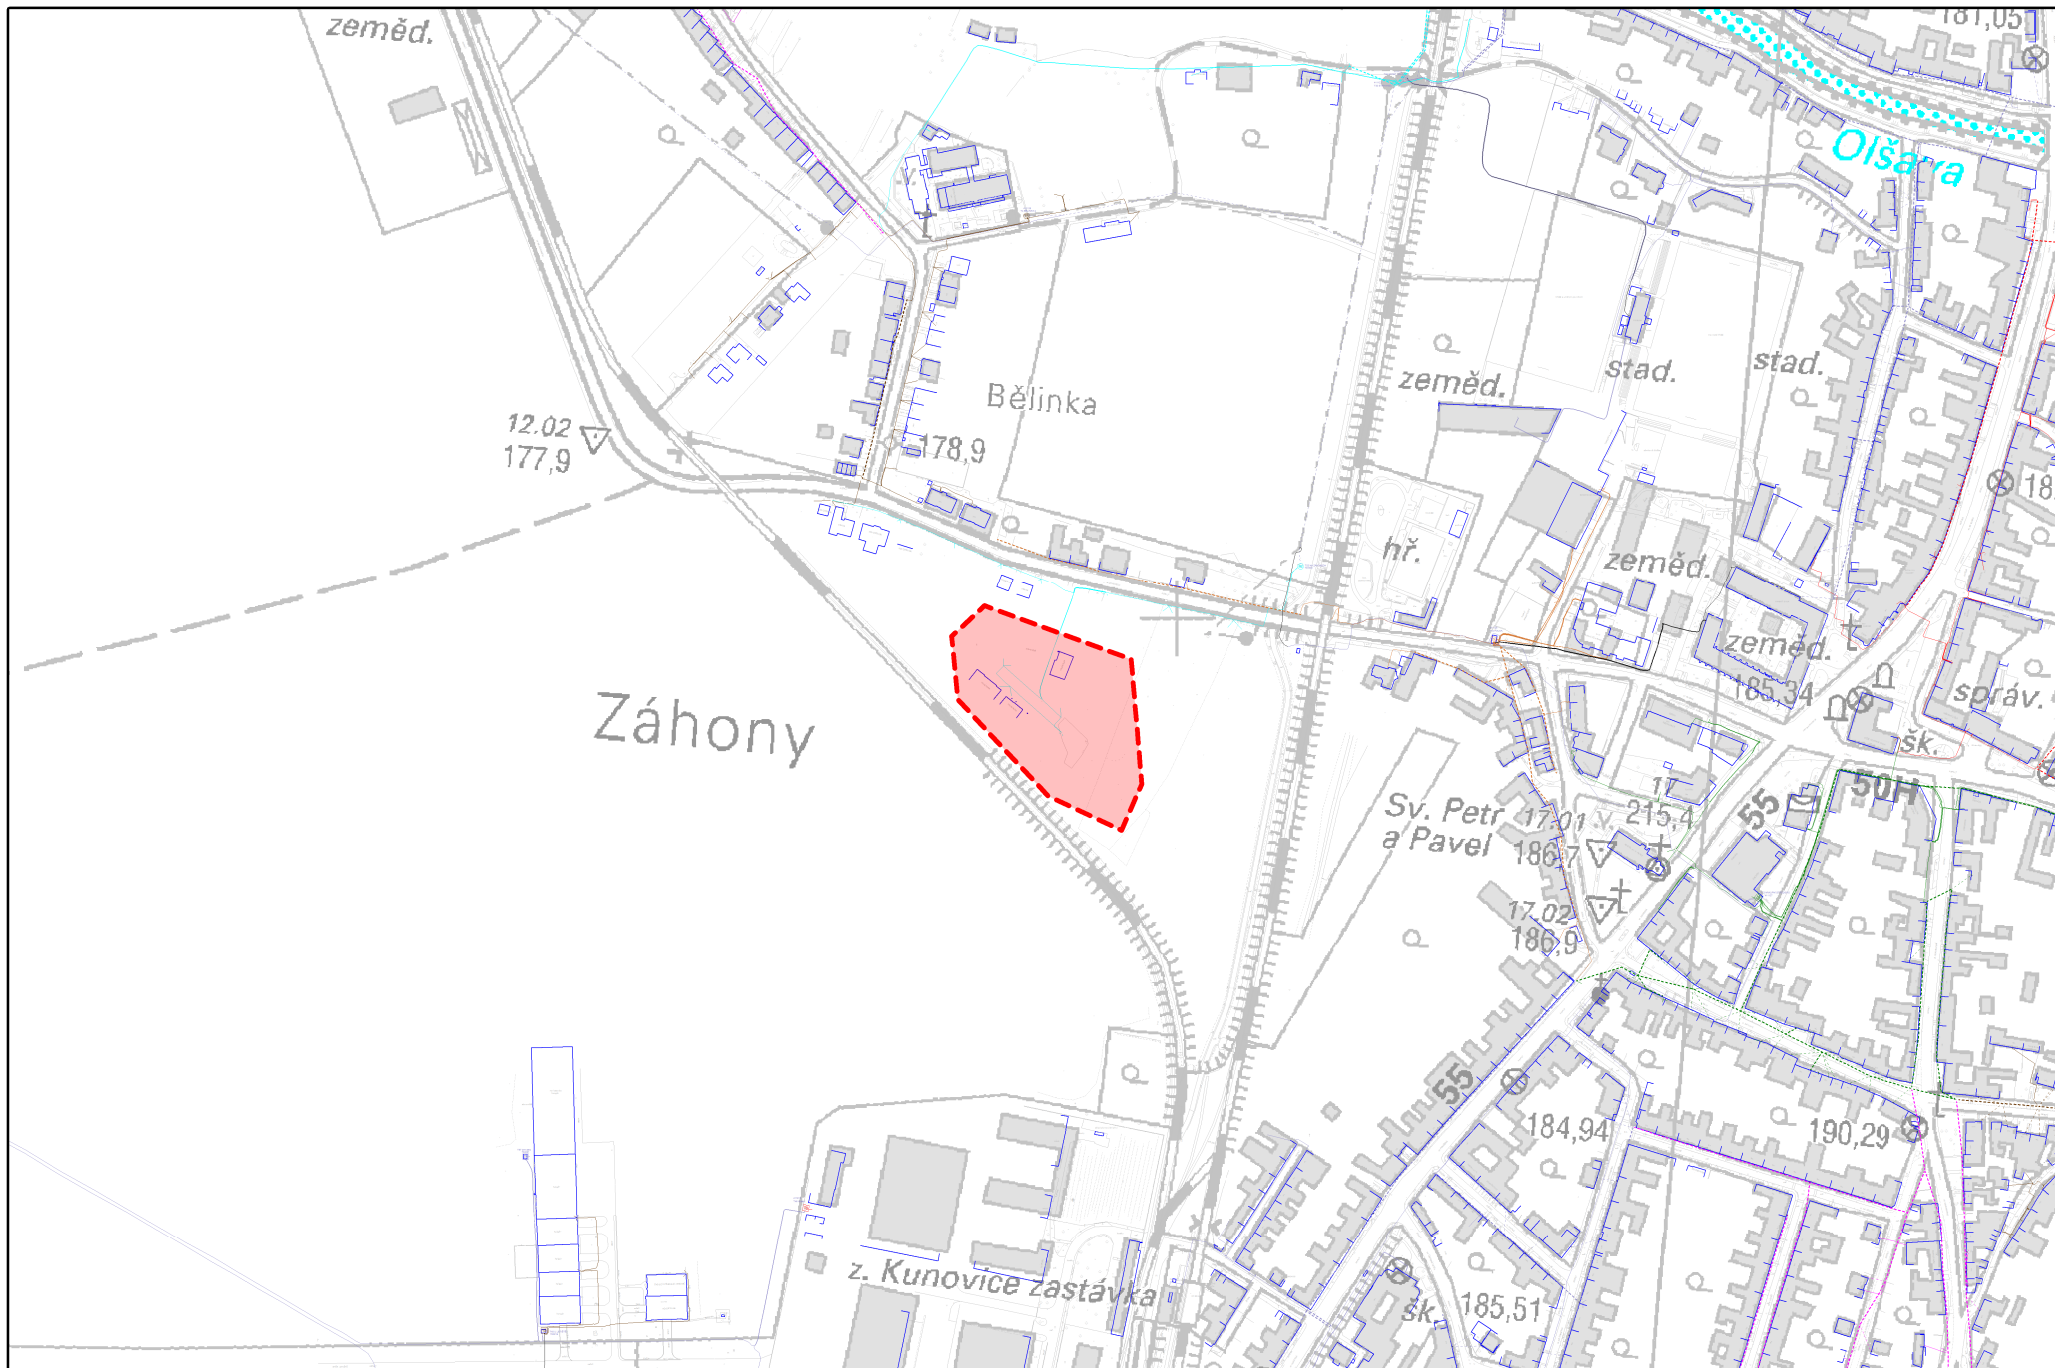 zeměd.
181,05
Olšava
12.02
177,9
Bělinka
178,9
zeměd.
stad.
stad.
hř.
zeměd.
zeměd.
185,34
správ.
šk.
Záhony
50H
55
Sv. Petr
a Pavel
17.01
186,7
215,4
17.02
186,9
55
184,94
190,29
z. Kunovice zastávka
šk.
185,51